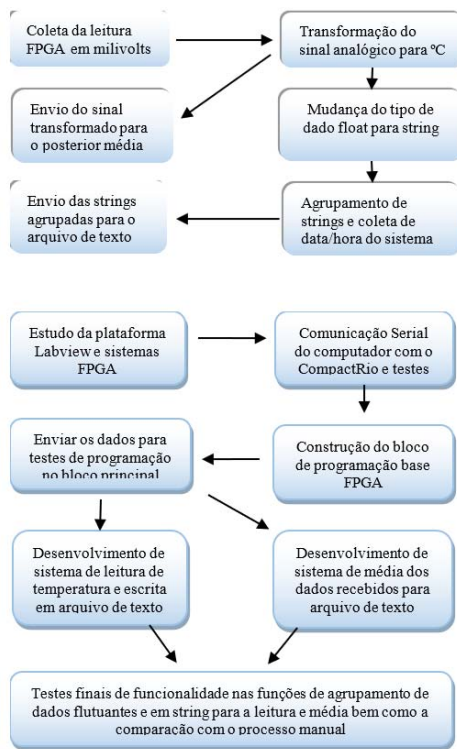 Coleta da leitura
FPGA em milivolts
Transformação do
sinal analógico para ºC
Envio do sinal
transformado para
o posterior média
Mudança do tipo de
dado float para string
Envio das strings
agrupadas para o
arquivo de texto
Agrupamento de
strings e coleta de
data/hora do sistema
Estudo da plataforma
Labview e sistemas
FPGA
Comunicação Serial
do computador com o
CompactRio e testes
Enviar os dados para
testes de programação
no bloco principal
Construção do bloco
de programação base
FPGA
Desenvolvimento de
sistema de leitura de
temperatura e escrita
em arquivo de texto
Desenvolvimento de
sistema de média dos
dados recebidos para
arquivo de texto
Testes finais de funcionalidade nas funções de agrupamento de
dados flutuantes e em string para a leitura e média bem como a
comparação com o processo manual